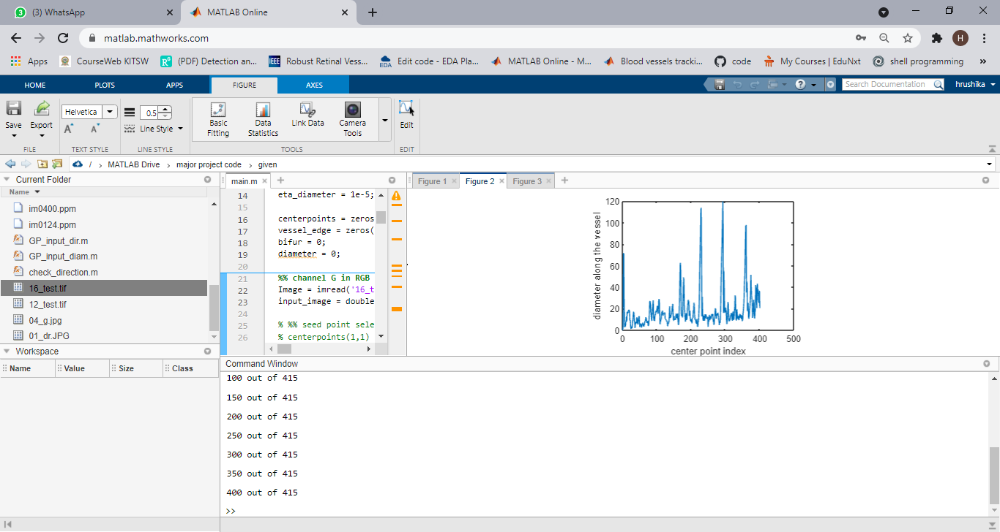 (3) WhatsApp
MATLAB Online
matlab.mathworks.com
H
Apps
CourseWeb KITSW
(PDF) Detection an...
IEEE
Robust Retinal Vess...
EDA
Edit code - EDA Pla...
MATLAB Online - M...
Blood vessels tracki...
code
My Courses | EduNxt
shell programming
»
HOME PLOTS APPS FIGURE AXES
Search Documentation
hrushika
Save
Export
FILE
Helvetica
A A
TEXT STYLE
0.5
Line Style
LINE STYLE
Basic Fitting
Data Statistics
Link Data
Camera Tools
TOOLS
Edit
EDIT
/ › MATLAB Drive › major project code › given
Current Folder
Name
im0400.ppm
im0124.ppm
GP_input_dir.m
GP_input_diam.m
check_direction.m
16_test.tif
12_test.tif
04_g.jpg
01_dr.JPG
Workspace
Name Value Size Class
main.m
14 eta_diameter = 1e-5;
15
16 centerpoints = zeros
17 vessel_edge = zeros(
18 bifur = 0;
19 diameter = 0;
20
21 %% channel G in RGB
22 Image = imread('16_t
23 input_image = double
24
25 % %% seed point sele
26 % centerpoints(1,1)
Figure 1 Figure 2 Figure 3
diameter along the vessel
120
100
80
60
40
20
0
0 100 200 300 400 500
center point index
Command Window
100 out of 415
150 out of 415
200 out of 415
250 out of 415
300 out of 415
350 out of 415
400 out of 415
>>